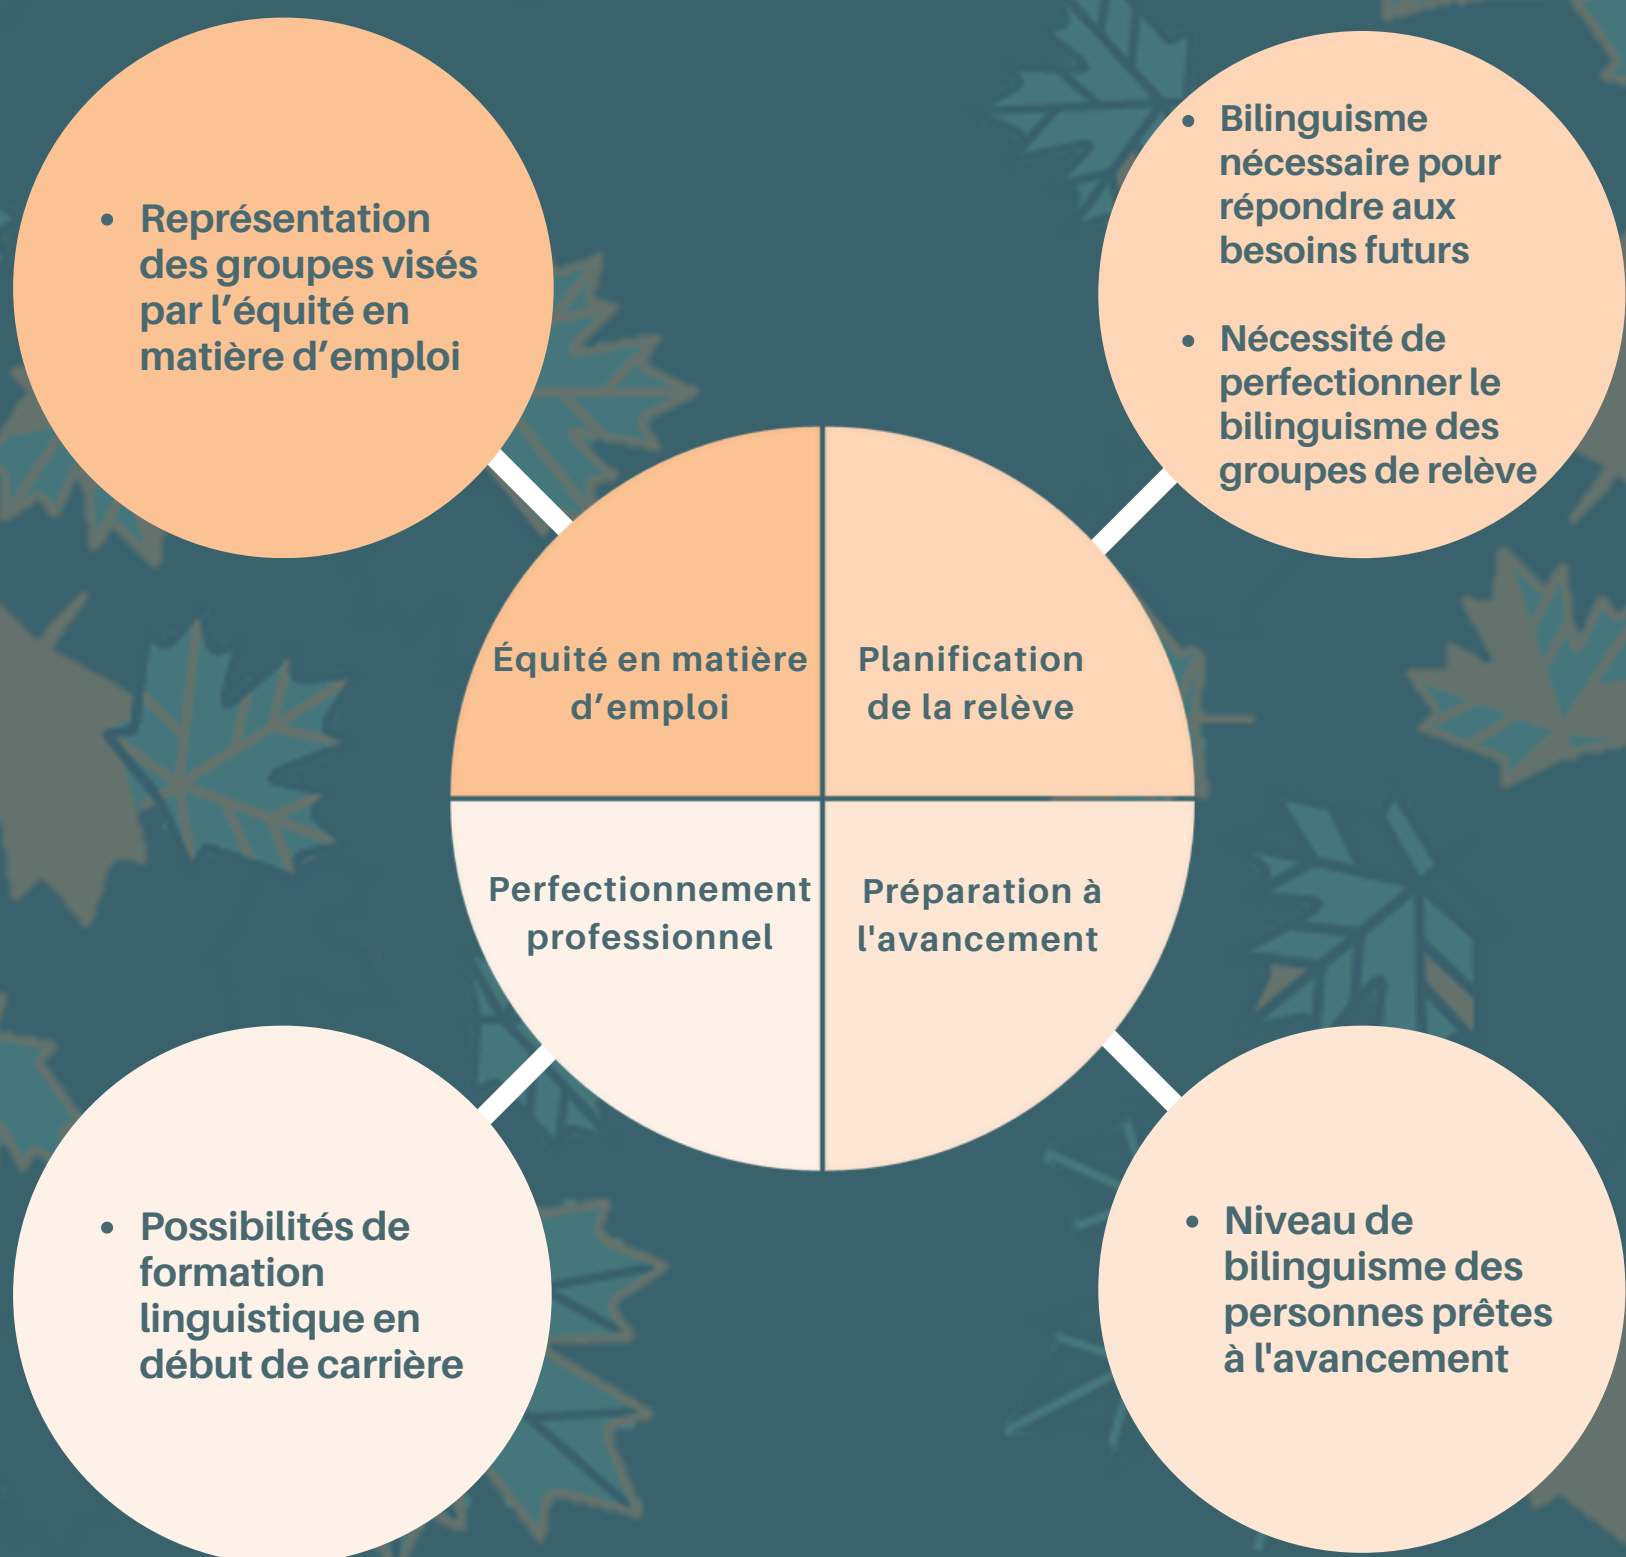 • Représentation
des groupes visés
par l’équité en
matière d’emploi
• Bilinguisme
nécessaire pour
répondre aux
besoins futurs
• Nécessité de
perfectionner le
bilinguisme des
groupes de relève
Équité en matière
d’emploi
Planification
de la relève
Perfectionnement
professionnel
Préparation à
l'avancement
• Possibilités de
formation
linguistique en
début de carrière
• Niveau de
bilinguisme des
personnes prêtes
à l'avancement